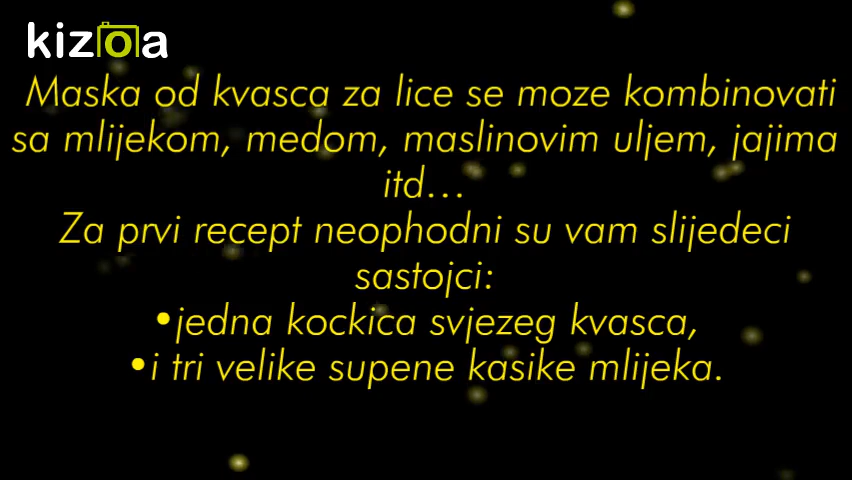 kizoa
Maska od kvasca za lice se moze kombinovati
sa mlijekom, medom, maslinovim uljem, jajima
itd...
Za prvi recept neophodni su vam slijedeci
sastojci:
•jedna kockica svjezeg kvasca,
•i tri velike supene kasike mlijeka.